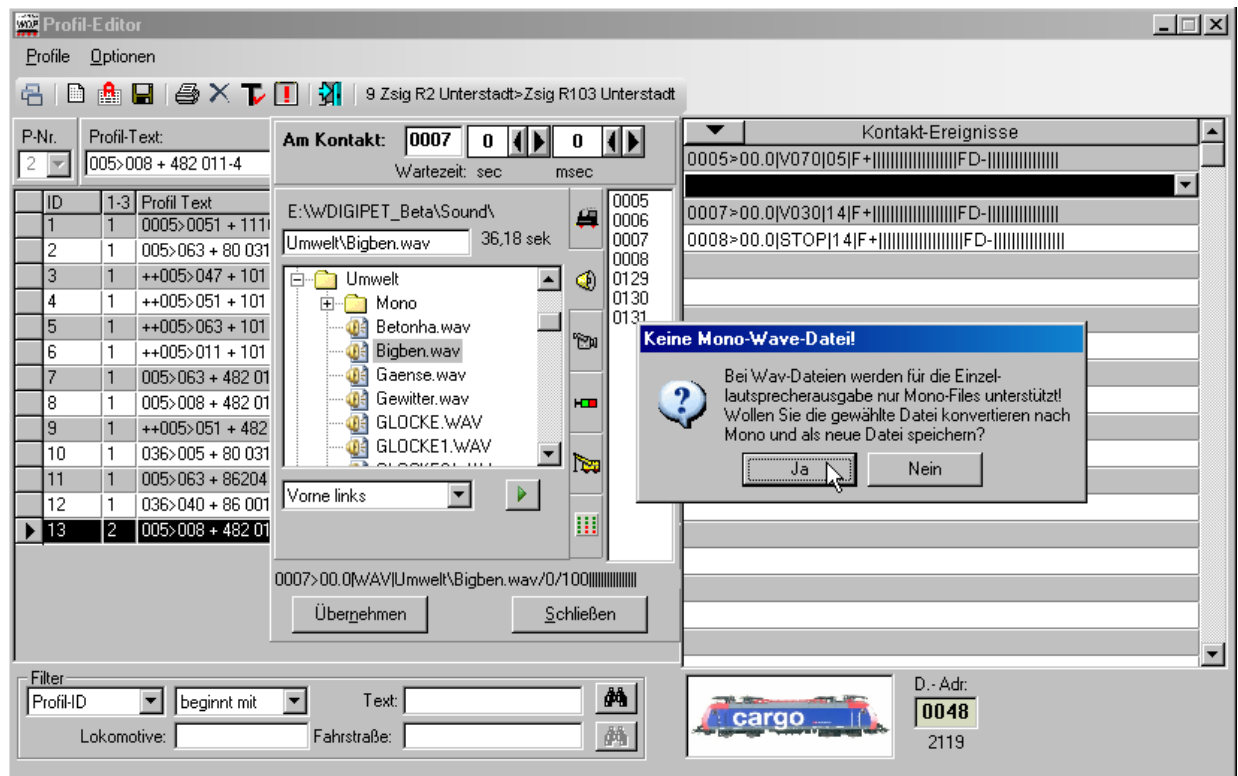 Profil-Editor
Profile Optionen
9 Zsig R2 Unterstadt>Zsig R103 Unterstadt
P-Nr. Profil-Text:
2 005>008 + 482 011-4
ID 1-3 Profil Text
1 1 0005>0051 + 111
2 1 005>063 + 80 031
3 1 ++005>047 + 101
4 1 ++005>051 + 101
5 1 ++005>063 + 101
6 1 ++005>011 + 101
7 1 005>063 + 482 01
8 1 005>008 + 482 01
9 1 ++005>051 + 482
10 1 036>005 + 80 031
11 1 005>063 + 86204
12 1 036>040 + 86 001
13 2 005>008 + 482 01
Am Kontakt: 0007 0 0
Wartezeit: sec msec
E:\WDIGIPET_Beta\Sound\
Umwelt\Bigben.wav 36,18 sek
Umwelt
Mono
Betonha.wav
Bigben.wav
Gaense.wav
Gewitter.wav
GLOCKE.WAV
GLOCKE1.WAV
Vorne links
0005
0006
0007
0008
0129
0130
0131
0007>00.0|WAV|Umwelt\Bigben.wav/0/100||||||||||||||
Übernehmen Schließen
Kontakt-Ereignisse
0005>00.0|V070|05|F+||||||||||||||||||FD-|||||||||||||||
0007>00.0|V030|14|F+||||||||||||||||||FD-|||||||||||||||
0008>00.0|STOP|14|F+||||||||||||||||||FD-|||||||||||||||
Keine Mono-Wave-Datei!
Bei Wav-Dateien werden für die Einzel-
lautsprecherausgabe nur Mono-Files unterstützt!
Wollen Sie die gewählte Datei konvertieren nach
Mono und als neue Datei speichern?
Ja Nein
Filter
Profil-ID beginnt mit Text:
Lokomotive: Fahrstraße:
cargo
D.- Adr:
0048
2119